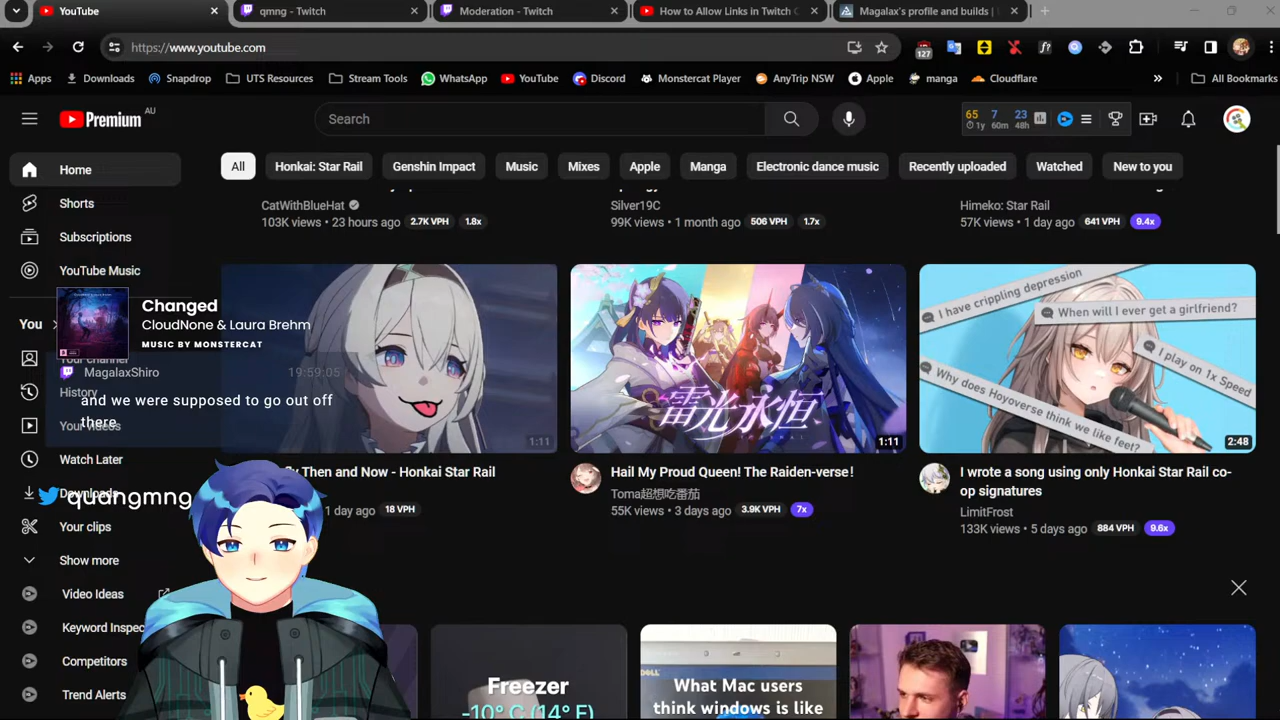 YouTube
qmng - Twitch
Moderation - Twitch
How to Allow Links in Twitch C
Magalax's profile and builds |
https://www.youtube.com
127
f?
Apps
Downloads
Snapdrop
UTS Resources
Stream Tools
WhatsApp
YouTube
Discord
Monstercat Player
AnyTrip NSW
Apple
manga
Cloudflare
»
All Bookmarks
Premium AU
Search
65 7 23
1y 60m 48h
All
Honkai: Star Rail
Genshin Impact
Music
Mixes
Apple
Manga
Electronic dance music
Recently uploaded
Watched
New to you
Home
Shorts
Subscriptions
YouTube Music
You
Your channel
History
Your videos
Watch Later
Downloads
Your clips
Show more
Video Ideas
Keyword Inspec
Competitors
Trend Alerts
Changed
CloudNone & Laura Brehm
MUSIC BY MONSTERCAT
MagalaxShiro 19:59:05
and we were supposed to go out off
there
quangmng
CatWithBlueHat
103K views • 23 hours ago 2.7K VPH 1.8x
Silver19C
99K views • 1 month ago 506 VPH 1.7x
Himeko: Star Rail
57K views • 1 day ago 641 VPH 9.4x
1:11
Then and Now - Honkai Star Rail
1 day ago 18 VPH
雷光永恒
1:11
Hail My Proud Queen! The Raiden-verse!
Toma超想吃番茄
55K views • 3 days ago 3.9K VPH 7x
I have crippling depression
When will I ever get a girlfriend?
I play on 1x Speed
Why does Hoyoverse think we like feet?
2:48
I wrote a song using only Honkai Star Rail co-
op signatures
LimitFrost
133K views • 5 days ago 884 VPH 9.6x
Freezer
-10° C (14° F)
DELL
What Mac users
think windows is like